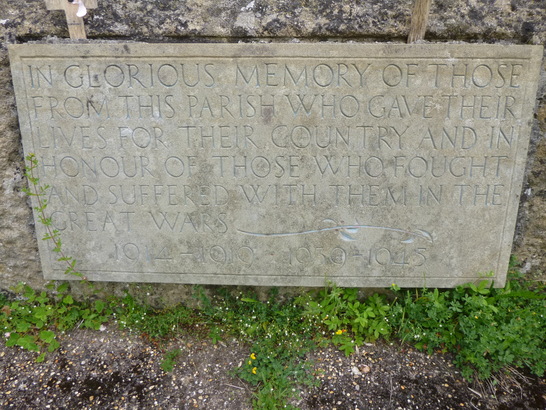 IN GLORIOUS MEMORY OF THOSE
FROM THIS PARISH WHO GAVE THEIR
LIVES FOR THEIR COUNTRY AND IN
HONOUR OF THOSE WHO FOUGHT
AND SUFFERED WITH THEM IN THE
GREAT WARS
1914-1919 1939-1945